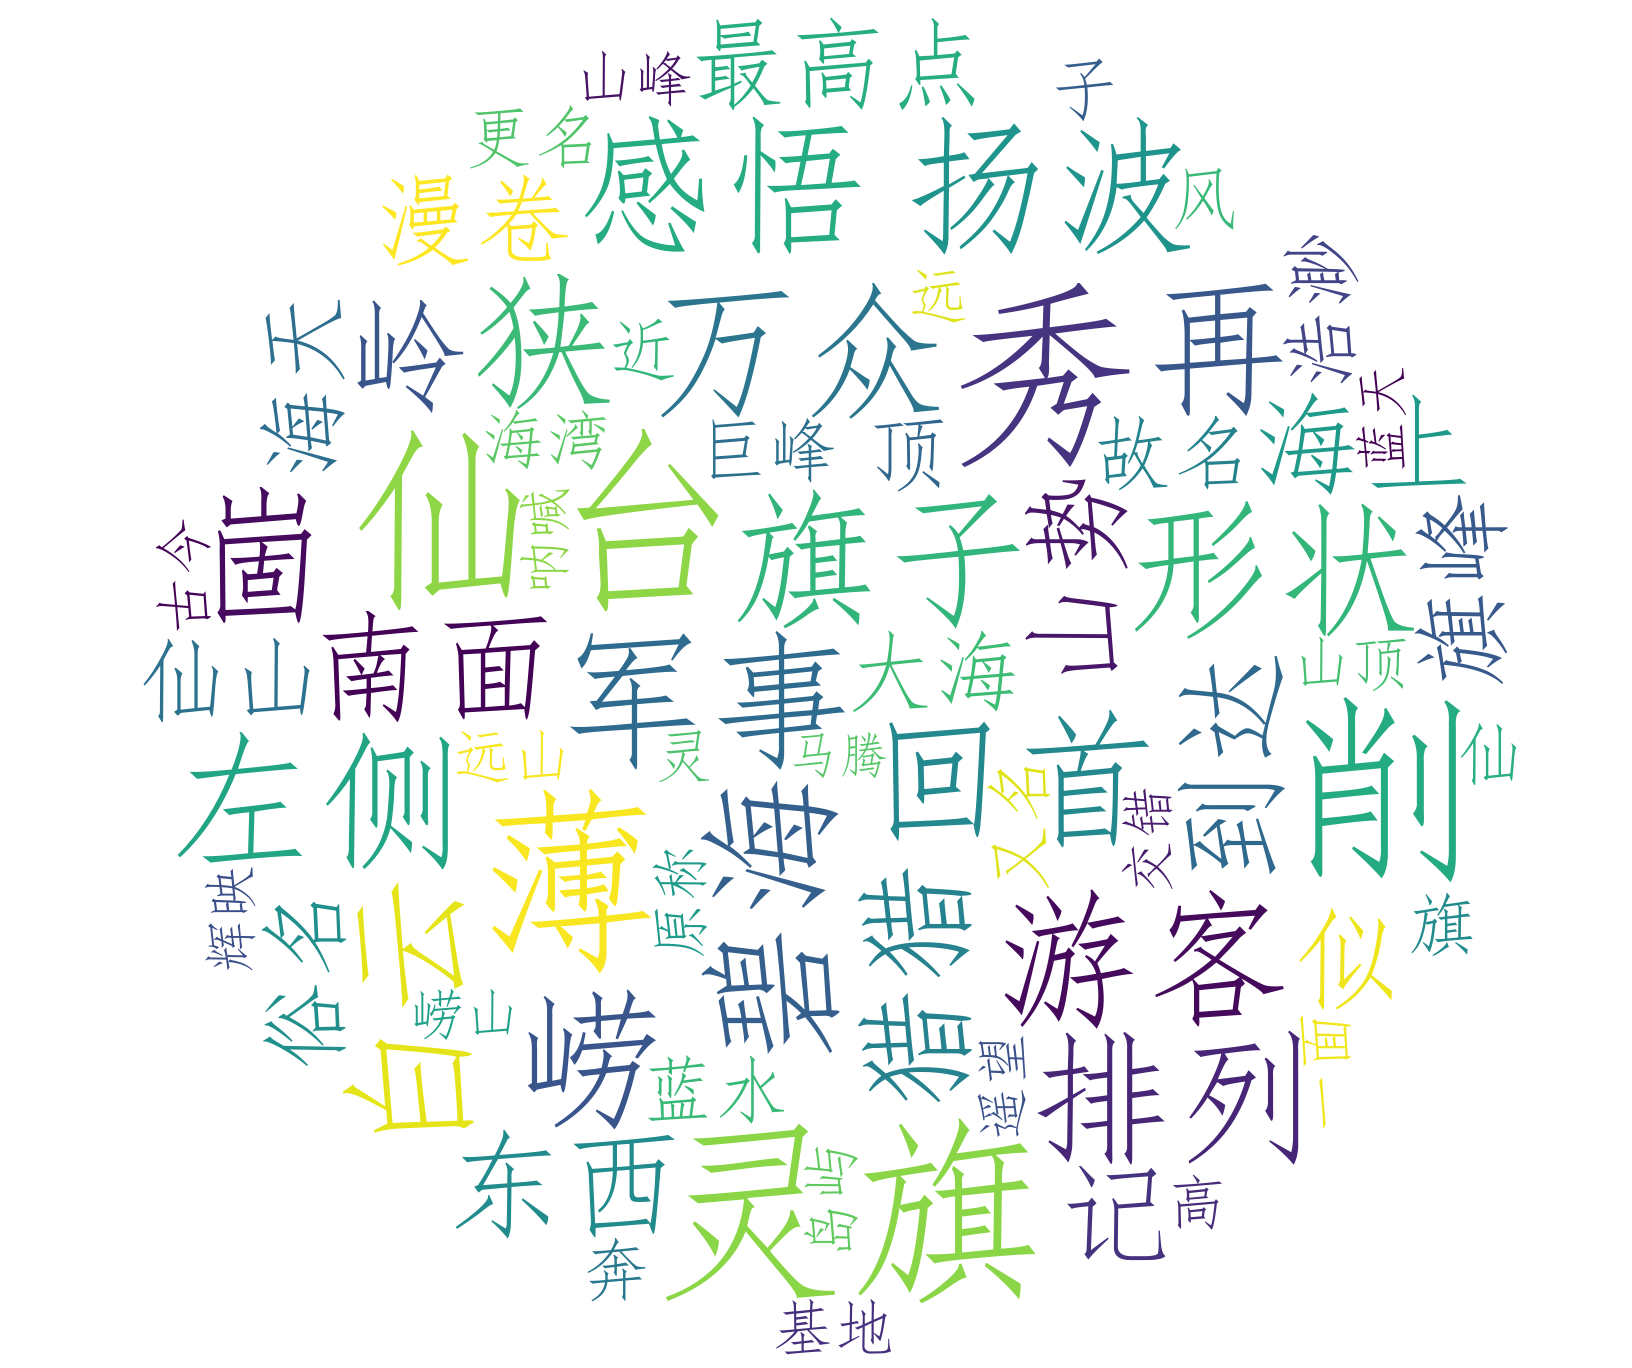 最高点
山峰
子
更名
感悟
扬波
漫卷
风
浩渺
海天
岭
狭
近
万众
远
秀
再
蓝天
海湾
巨峰
顶
故名
海上
仙台
呐喊
旗子
山势
形状
旌峰
崮
古今
仙山
南面
军事
大海
山顶
左侧
远山
灵
马腾
回首
到达
削
仙
薄
碧海
又名
交错
辉映
俗名
白云
原称
猎猎
游客
似
旗
崂山
崂
蓝水
遥望
排列
一面
东西
灵旗
岛屿
记
高
奔
基地